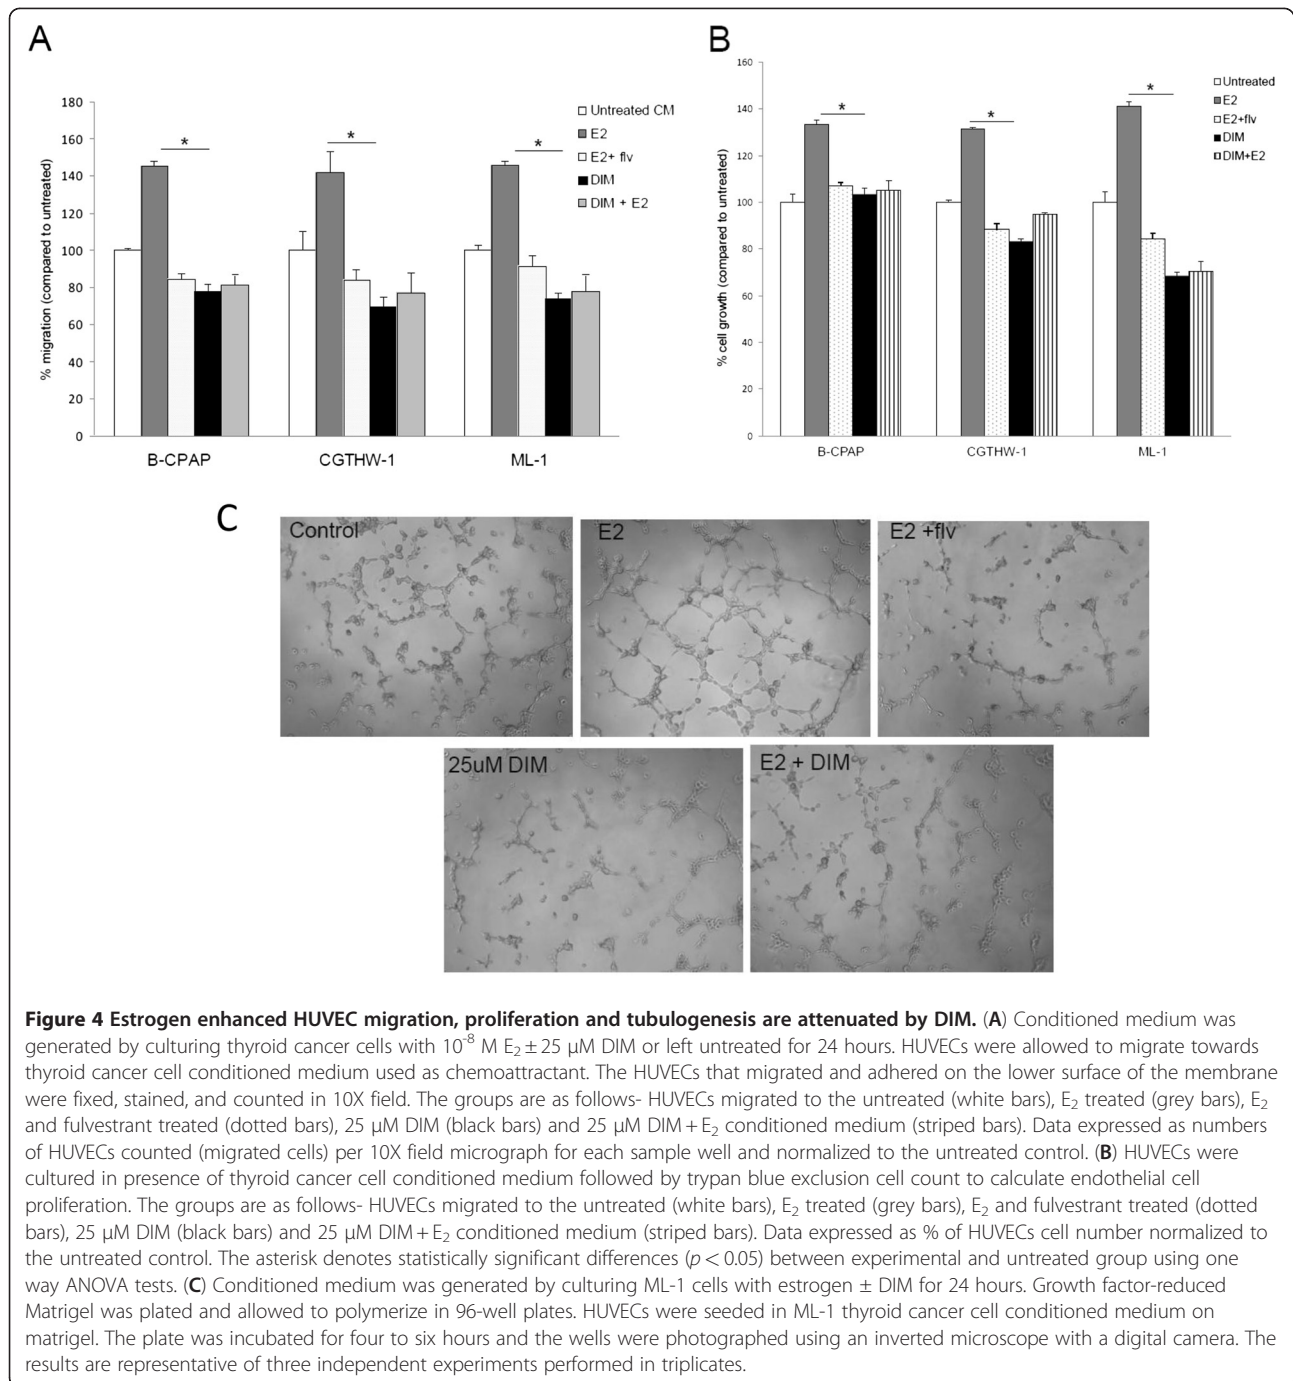 A
% migration (compared to untreated)
180
160
140
120
100
80
60
40
20
0
*
*
*
B-CPAP
CGTHW-1
ML-1
Untreated CM
E2
E2+ flv
DIM
DIM + E2
B
% cell growth (compared to untreated)
160
140
120
100
80
60
40
20
0
*
*
*
B-CPAP
CGTHW-1
ML-1
Untreated
E2
E2+flv
DIM
DIM+E2
C
Control
E2
E2 +flv
25uM DIM
E2 + DIM
Figure 4 Estrogen enhanced HUVEC migration, proliferation and tubulogenesis are attenuated by DIM. (A) Conditioned medium was
generated by culturing thyroid cancer cells with 10⁻⁸ M E₂ ± 25 μM DIM or left untreated for 24 hours. HUVECs were allowed to migrate towards
thyroid cancer cell conditioned medium used as chemoattractant. The HUVECs that migrated and adhered on the lower surface of the membrane
were fixed, stained, and counted in 10X field. The groups are as follows- HUVECs migrated to the untreated (white bars), E₂ treated (grey bars), E₂
and fulvestrant treated (dotted bars), 25 μM DIM (black bars) and 25 μM DIM + E₂ conditioned medium (striped bars). Data expressed as numbers
of HUVECs counted (migrated cells) per 10X field micrograph for each sample well and normalized to the untreated control. (B) HUVECs were
cultured in presence of thyroid cancer cell conditioned medium followed by trypan blue exclusion cell count to calculate endothelial cell
proliferation. The groups are as follows- HUVECs migrated to the untreated (white bars), E₂ treated (grey bars), E₂ and fulvestrant treated (dotted
bars), 25 μM DIM (black bars) and 25 μM DIM + E₂ conditioned medium (striped bars). Data expressed as % of HUVECs cell number normalized to
the untreated control. The asterisk denotes statistically significant differences (p < 0.05) between experimental and untreated group using one
way ANOVA tests. (C) Conditioned medium was generated by culturing ML-1 cells with estrogen ± DIM for 24 hours. Growth factor-reduced
Matrigel was plated and allowed to polymerize in 96-well plates. HUVECs were seeded in ML-1 thyroid cancer cell conditioned medium on
matrigel. The plate was incubated for four to six hours and the wells were photographed using an inverted microscope with a digital camera. The
results are representative of three independent experiments performed in triplicates.